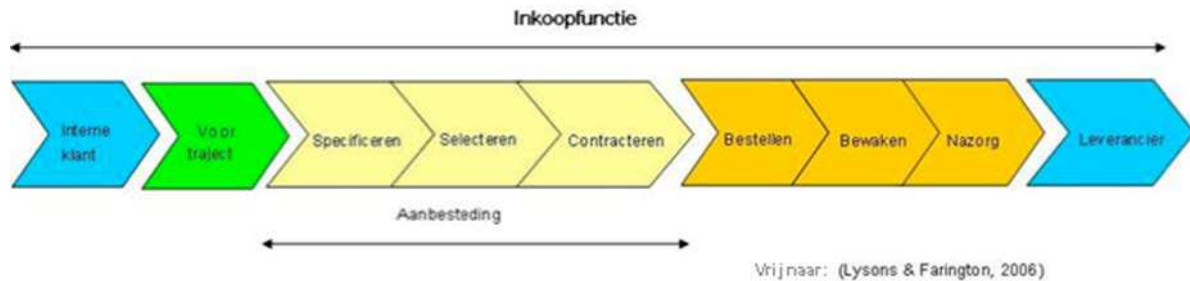 Inkoopfunctie
Interne
klant
Voor
traject
Specificeren
Selecteren
Contracteren
Bestellen
Bewaken
Nazorg
Leverancier
Aanbesteding
Vrij naar: (Lysons & Farington, 2006)